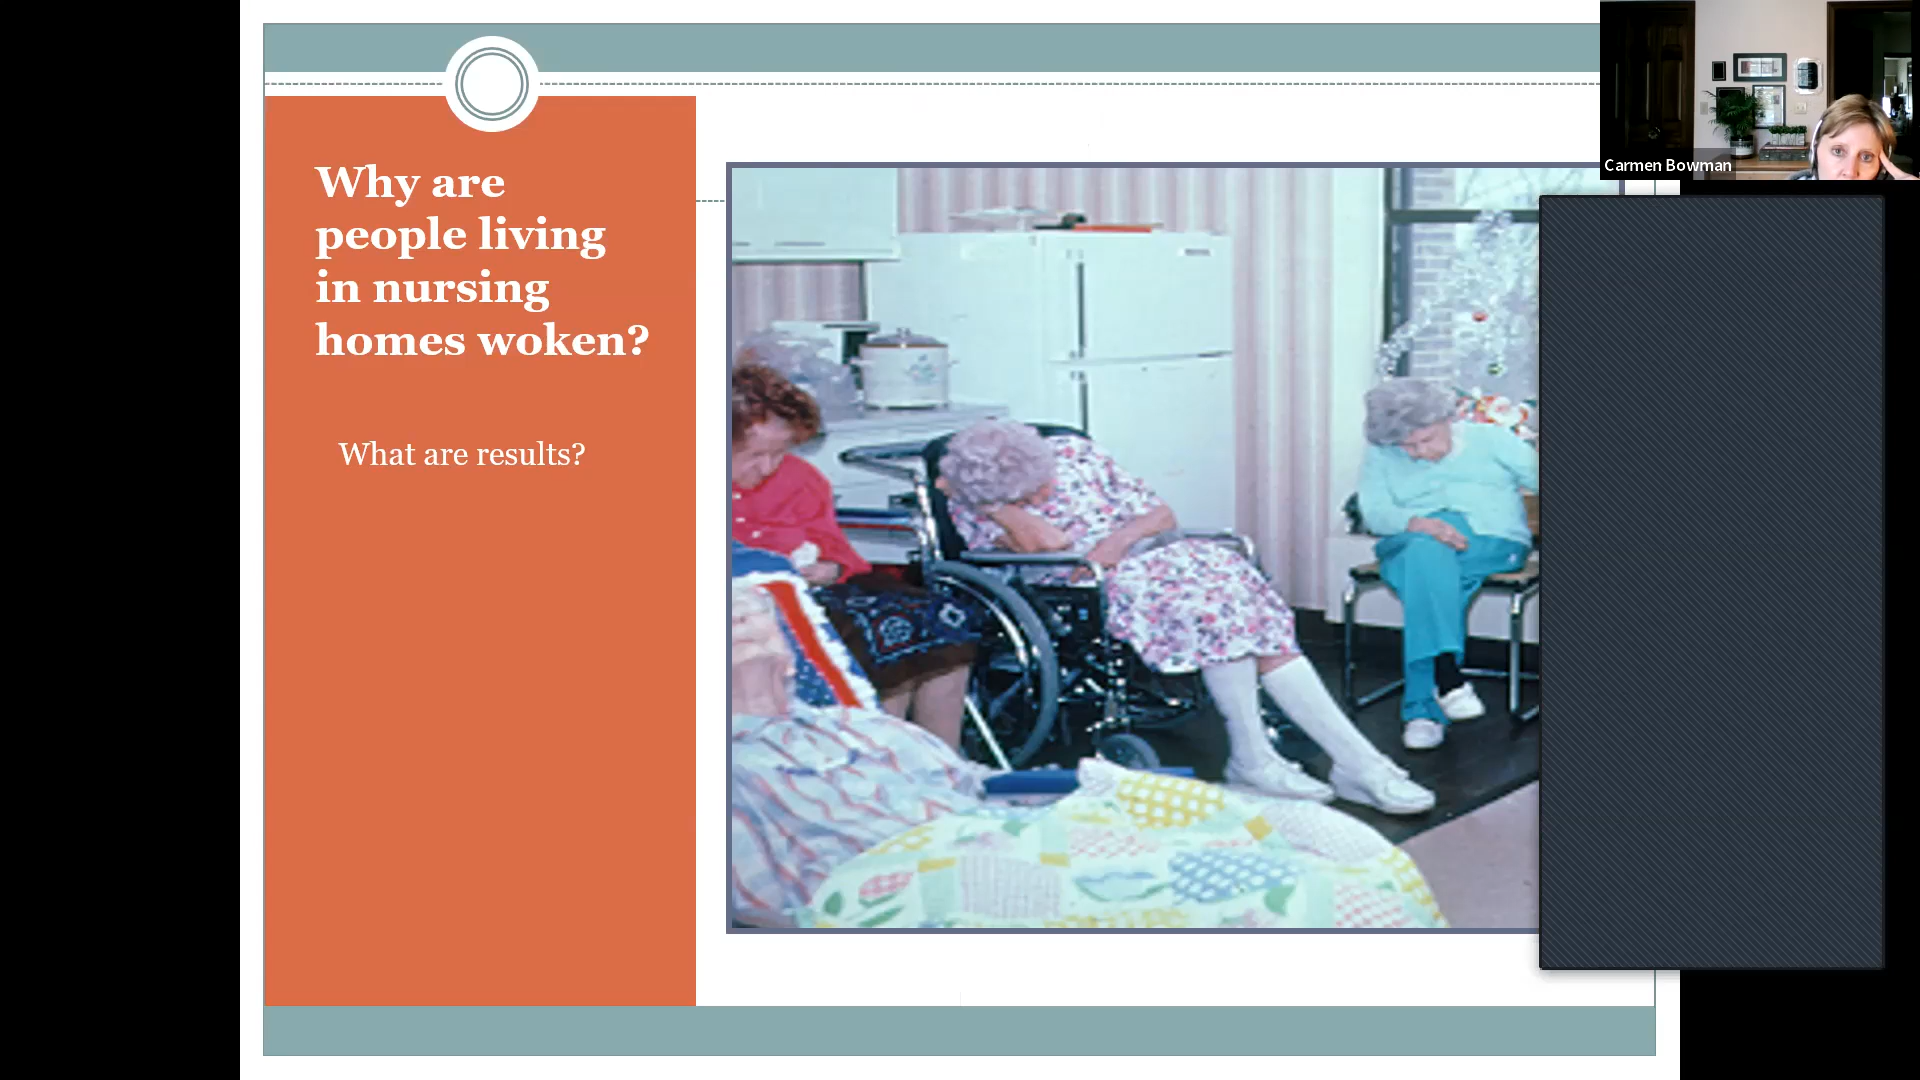 Why are
people living
in nursing
homes woken?
What are results?
Carmen Bowman